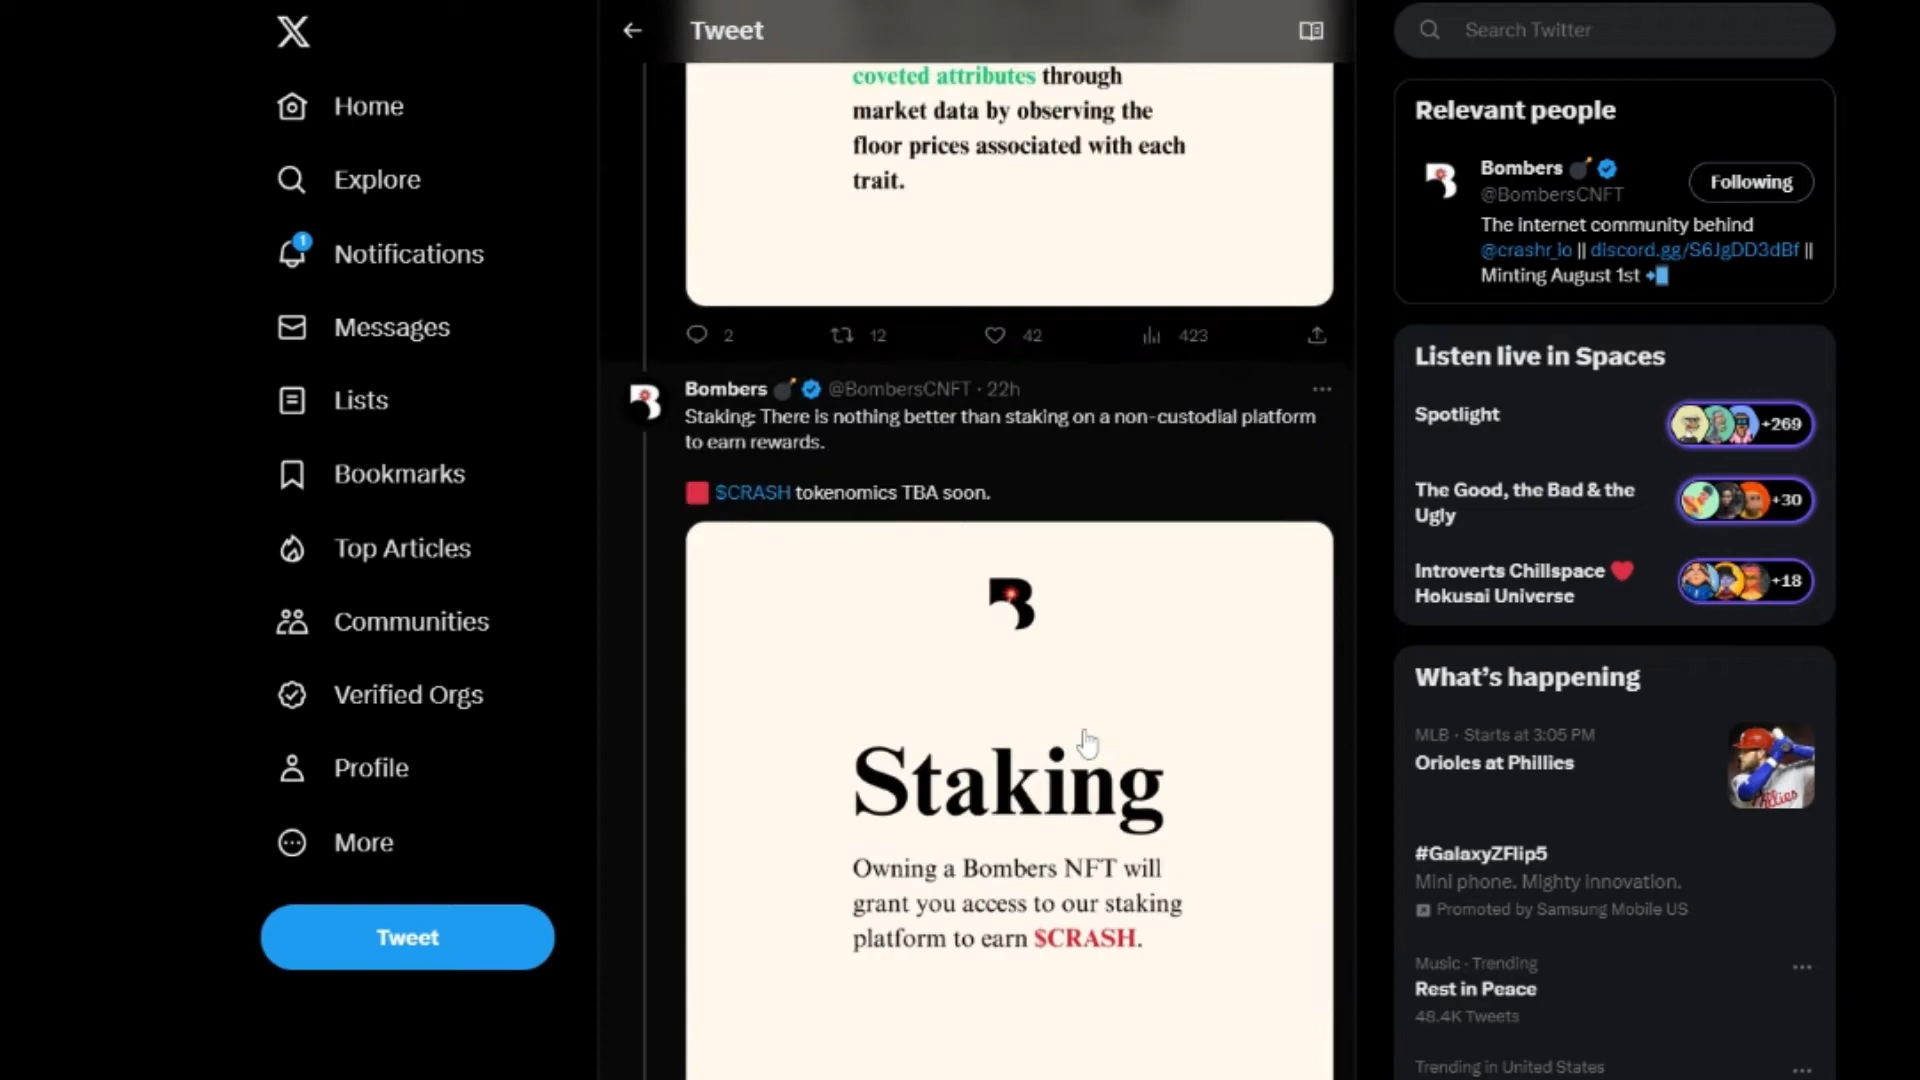 Home
Explore
1
Notifications
Messages
Lists
Bookmarks
Top Articles
Communities
Verified Orgs
Profile
More
Tweet
Tweet
coveted attributes through
market data by observing the
floor prices associated with each
trait.
2 12 42 423
Bombers @BombersCNFT · 22h
Staking: There is nothing better than staking on a non-custodial platform
to earn rewards.
$CRASH tokenomics TBA soon.
Staking
Owning a Bombers NFT will
grant you access to our staking
platform to earn $CRASH.
Search Twitter
Relevant people
Bombers
@BombersCNFT
Following
The internet community behind
@crashr_io || discord.gg/S6JgDD3dBf ||
Minting August 1st
Listen live in Spaces
Spotlight
+269
The Good, the Bad & the
Ugly
+30
Introverts Chillspace
Hokusai Universe
+18
What's happening
MLB · Starts at 3:05 PM
Orioles at Phillies
#GalaxyZFlip5
Mini phone. Mighty innovation.
Promoted by Samsung Mobile US
Music · Trending
Rest in Peace
48.4K Tweets
Trending in United States